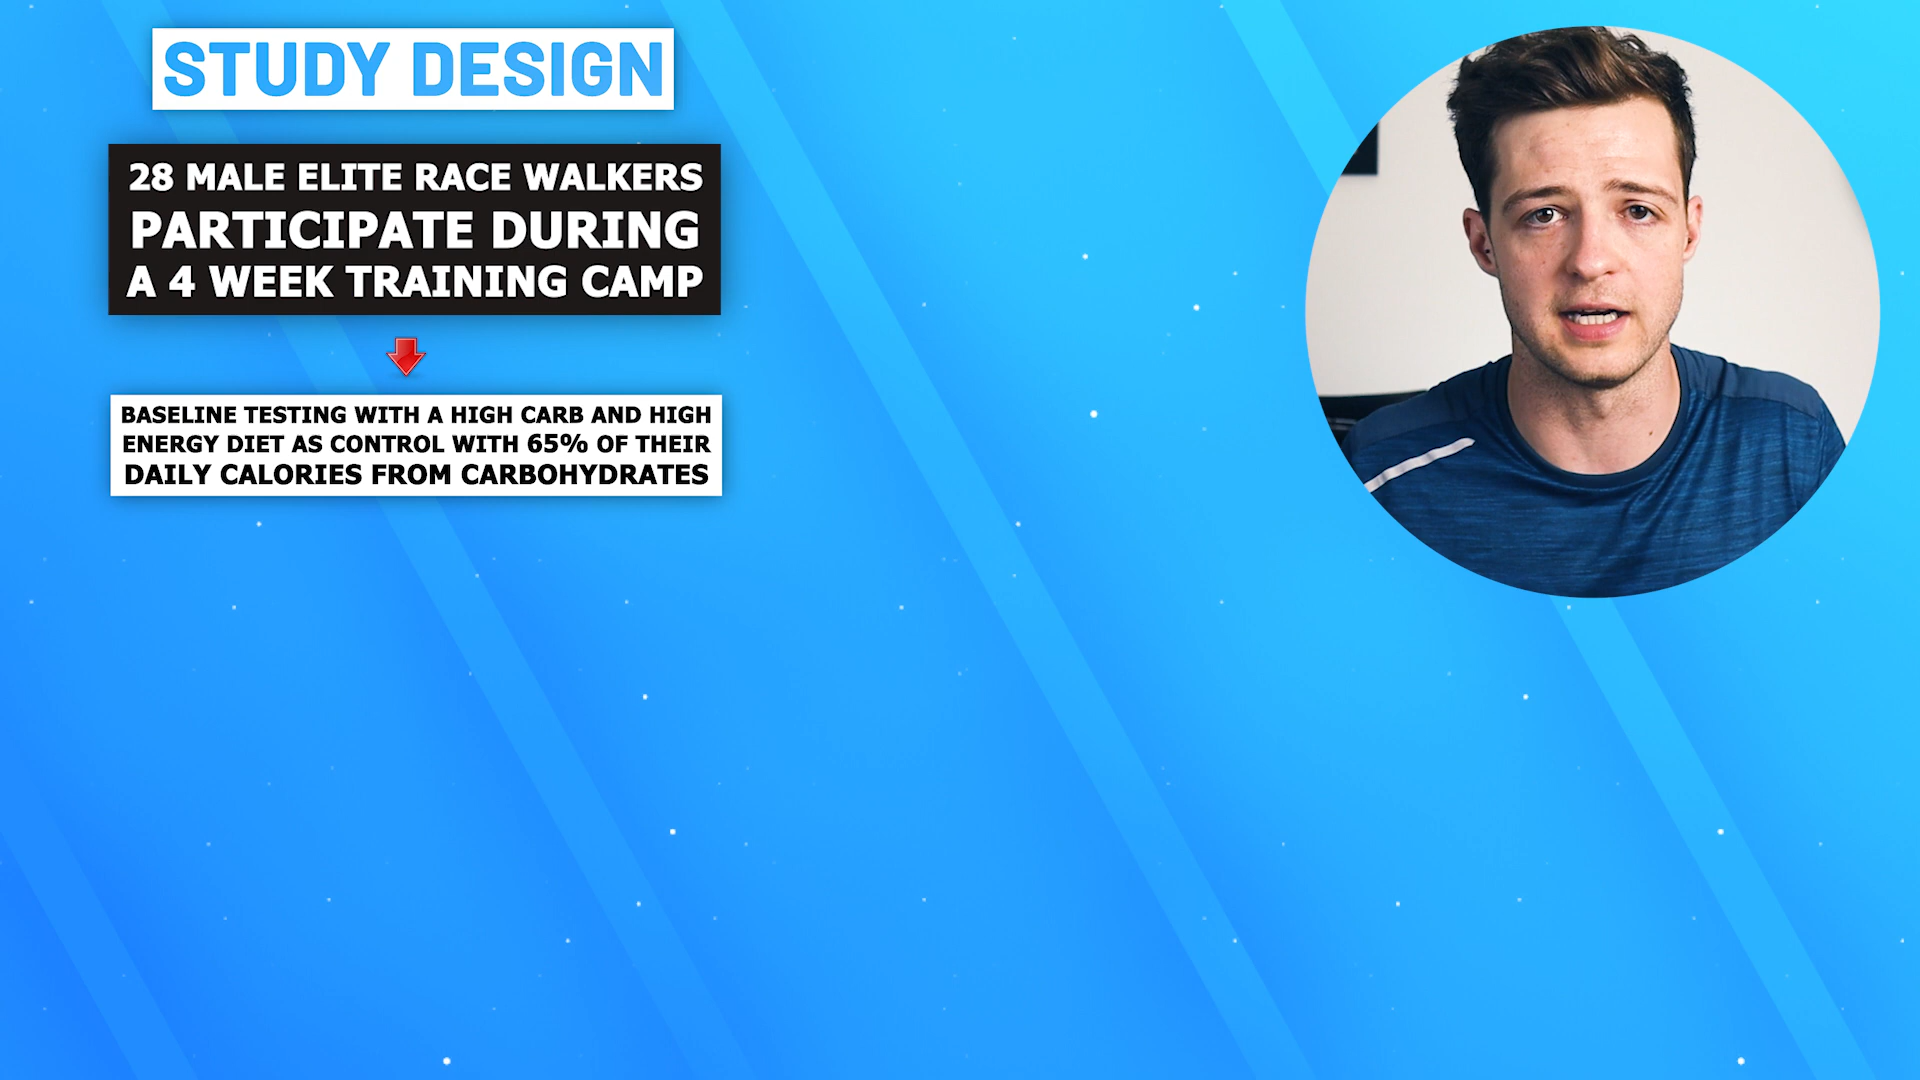 STUDY DESIGN
28 MALE ELITE RACE WALKERS
PARTICIPATE DURING
A 4 WEEK TRAINING CAMP
BASELINE TESTING WITH A HIGH CARB AND HIGH
ENERGY DIET AS CONTROL WITH 65% OF THEIR
DAILY CALORIES FROM CARBOHYDRATES